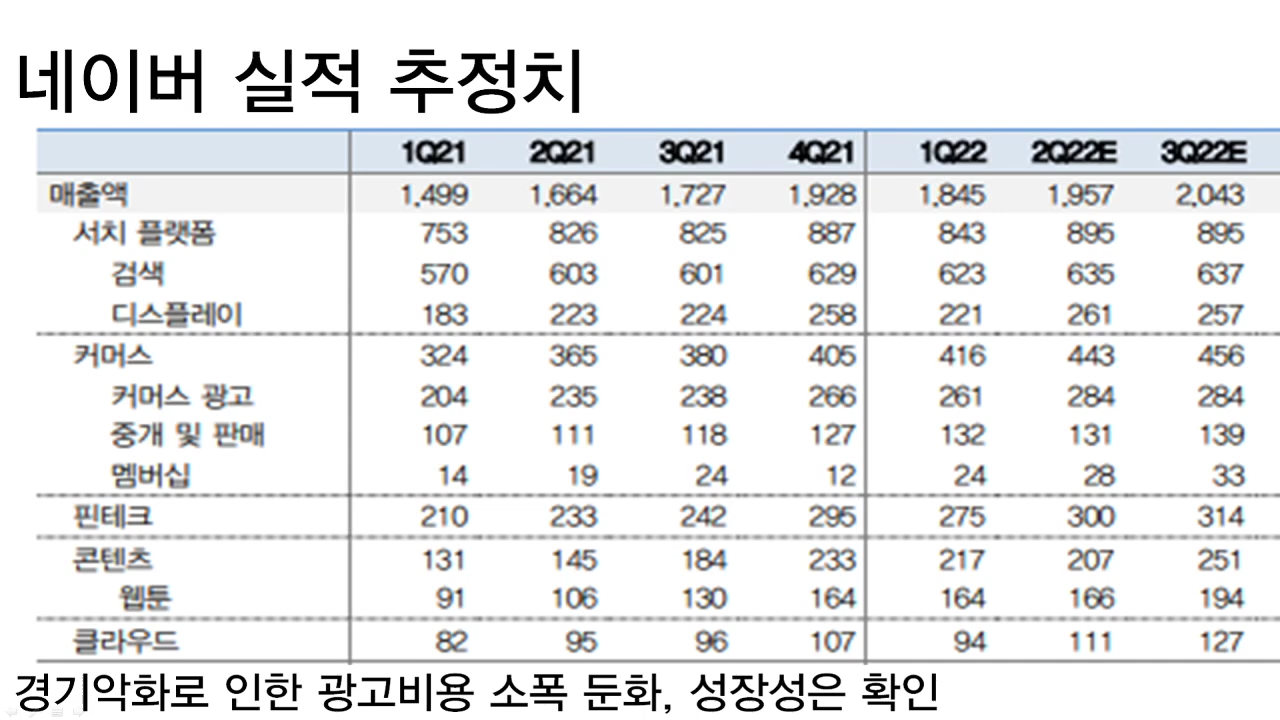 네이버 실적 추정치
1Q21 2Q21 3Q21 4Q21 1Q22 2Q22E 3Q22E
매출액 1,499 1,664 1,727 1,928 1,845 1,957 2,043
서치 플랫폼 753 826 825 887 843 895 895
검색 570 603 601 629 623 635 637
디스플레이 183 223 224 258 221 261 257
커머스 324 365 380 405 416 443 456
커머스 광고 204 235 238 266 261 284 284
중개 및 판매 107 111 118 127 132 131 139
멤버십 14 19 24 12 24 28 33
핀테크 210 233 242 295 275 300 314
콘텐츠 131 145 184 233 217 207 251
웹툰 91 106 130 164 164 166 194
클라우드 82 95 96 107 94 111 127
경기악화로 인한 광고비용 소폭 둔화, 성장성은 확인